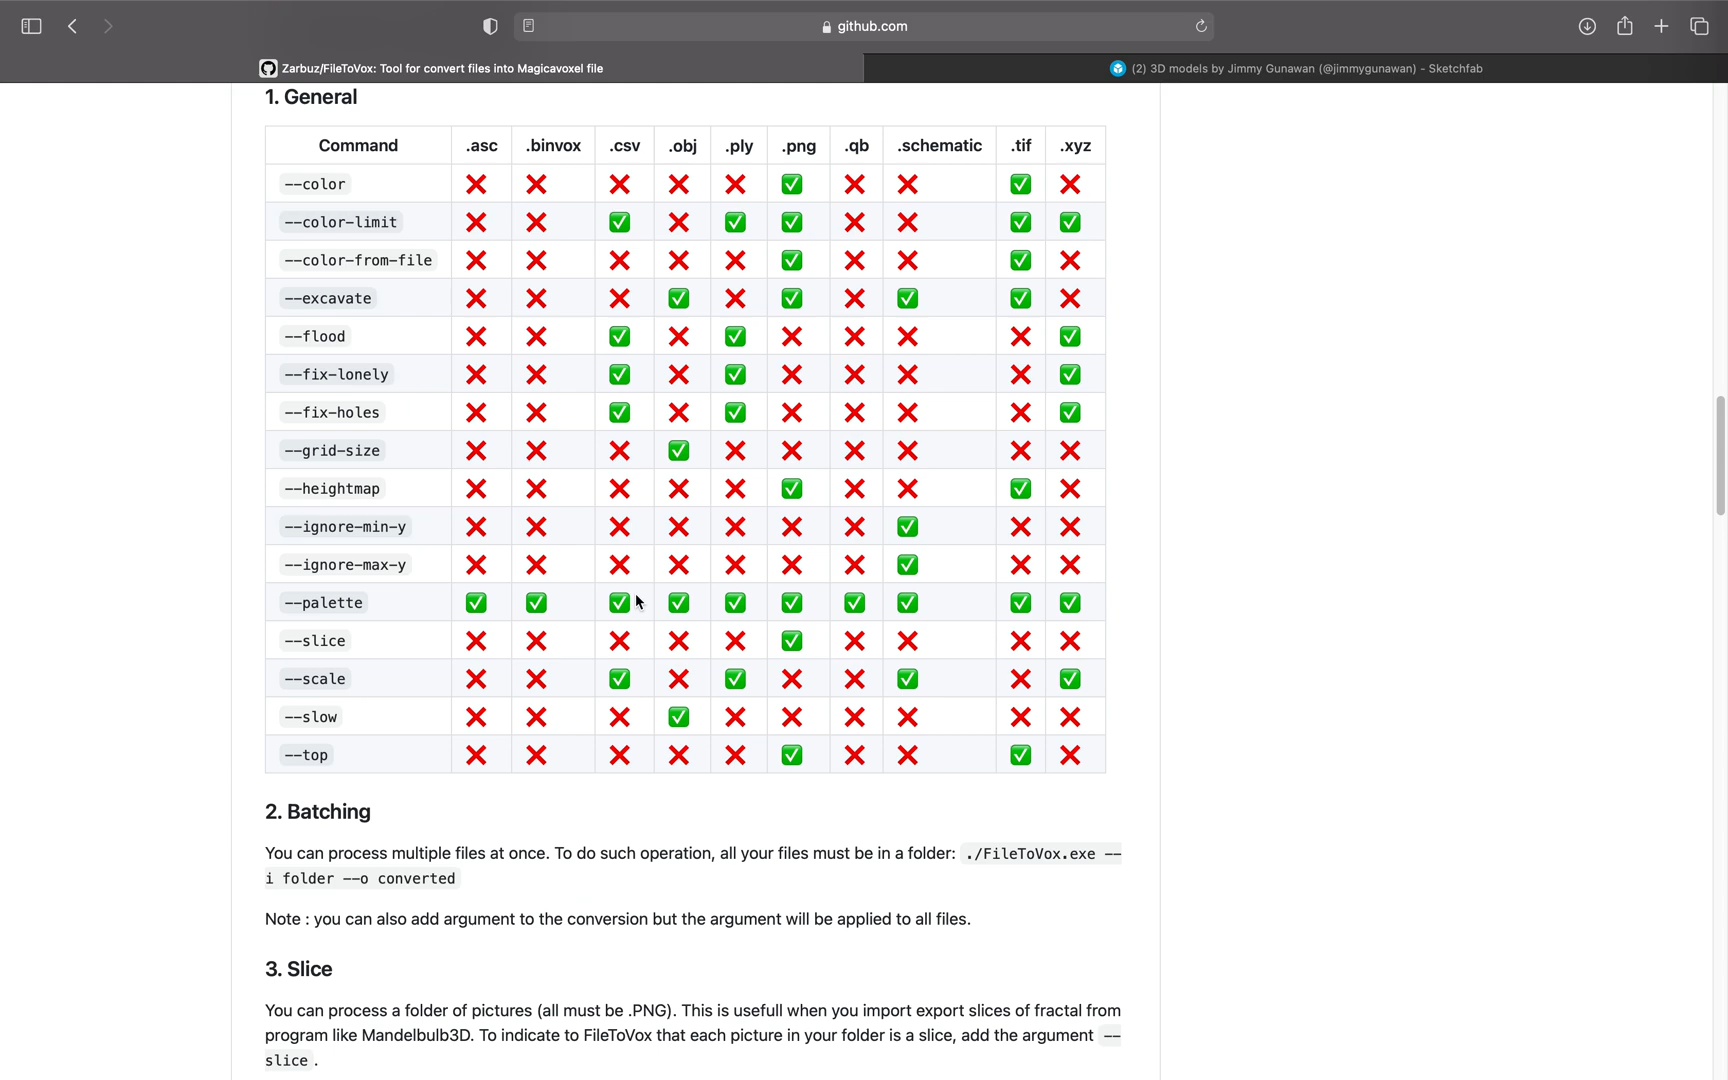 github.com
Zarbuz/FileToVox: Tool for convert files into Magicavoxel file
(2) 3D models by Jimmy Gunawan (@jimmygunawan) - Sketchfab
1. General
Command .asc .binvox .csv .obj .ply .png .qb .schematic .tif .xyz
--color ❌ ❌ ❌ ❌ ❌ ✅ ❌ ❌ ✅ ❌
--color-limit ❌ ❌ ✅ ❌ ✅ ✅ ❌ ❌ ✅ ✅
--color-from-file ❌ ❌ ❌ ❌ ❌ ✅ ❌ ❌ ✅ ❌
--excavate ❌ ❌ ❌ ✅ ❌ ✅ ❌ ✅ ✅ ❌
--flood ❌ ❌ ✅ ❌ ✅ ❌ ❌ ❌ ❌ ✅
--fix-lonely ❌ ❌ ✅ ❌ ✅ ❌ ❌ ❌ ❌ ✅
--fix-holes ❌ ❌ ✅ ❌ ✅ ❌ ❌ ❌ ❌ ✅
--grid-size ❌ ❌ ❌ ✅ ❌ ❌ ❌ ❌ ❌ ❌
--heightmap ❌ ❌ ❌ ❌ ❌ ✅ ❌ ❌ ✅ ❌
--ignore-min-y ❌ ❌ ❌ ❌ ❌ ❌ ❌ ✅ ❌ ❌
--ignore-max-y ❌ ❌ ❌ ❌ ❌ ❌ ❌ ✅ ❌ ❌
--palette ✅ ✅ ✅ ✅ ✅ ✅ ✅ ✅ ✅ ✅
--slice ❌ ❌ ❌ ❌ ❌ ✅ ❌ ❌ ❌ ❌
--scale ❌ ❌ ✅ ❌ ✅ ❌ ❌ ✅ ❌ ✅
--slow ❌ ❌ ❌ ✅ ❌ ❌ ❌ ❌ ❌ ❌
--top ❌ ❌ ❌ ❌ ❌ ✅ ❌ ❌ ✅ ❌
2. Batching
You can process multiple files at once. To do such operation, all your files must be in a folder: ./FileToVox.exe --
i folder --o converted
Note : you can also add argument to the conversion but the argument will be applied to all files.
3. Slice
You can process a folder of pictures (all must be .PNG). This is usefull when you import export slices of fractal from
program like Mandelbulb3D. To indicate to FileToVox that each picture in your folder is a slice, add the argument --
slice .